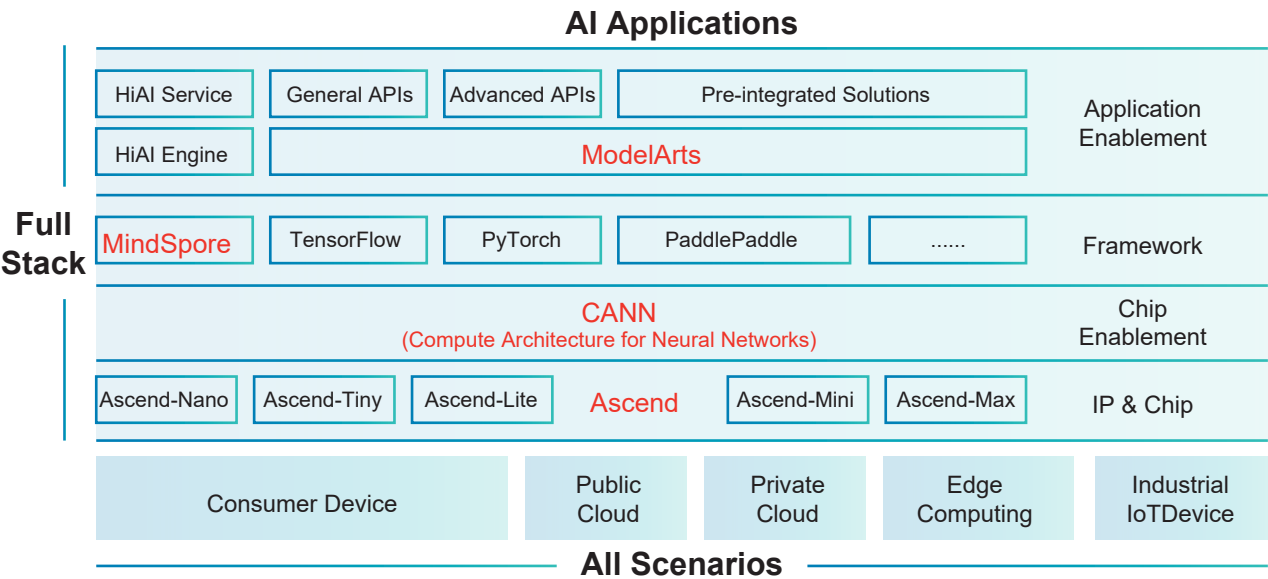 AI Applications
HiAI Service
General APIs
Advanced APIs
Pre-integrated Solutions
Application
Enablement
HiAI Engine
ModelArts
Full
Stack
MindSpore
TensorFlow
PyTorch
PaddlePaddle
......
Framework
CANN
(Compute Architecture for Neural Networks)
Chip
Enablement
Ascend-Nano
Ascend-Tiny
Ascend-Lite
Ascend
Ascend-Mini
Ascend-Max
IP & Chip
Consumer Device
Public
Cloud
Private
Cloud
Edge
Computing
Industrial
IoTDevice
All Scenarios